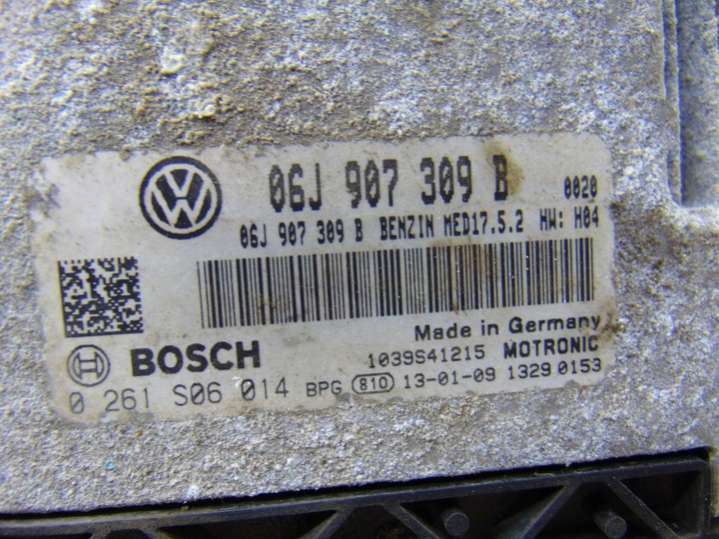 06J 907 309 B 0020
06J 907 309 B BENZIN MED17.5.2 HW: H04
Made in Germany
BOSCH 1039S41215 MOTRONIC
0 261 S06 014 BPG 810 13-01-09 1329 0153